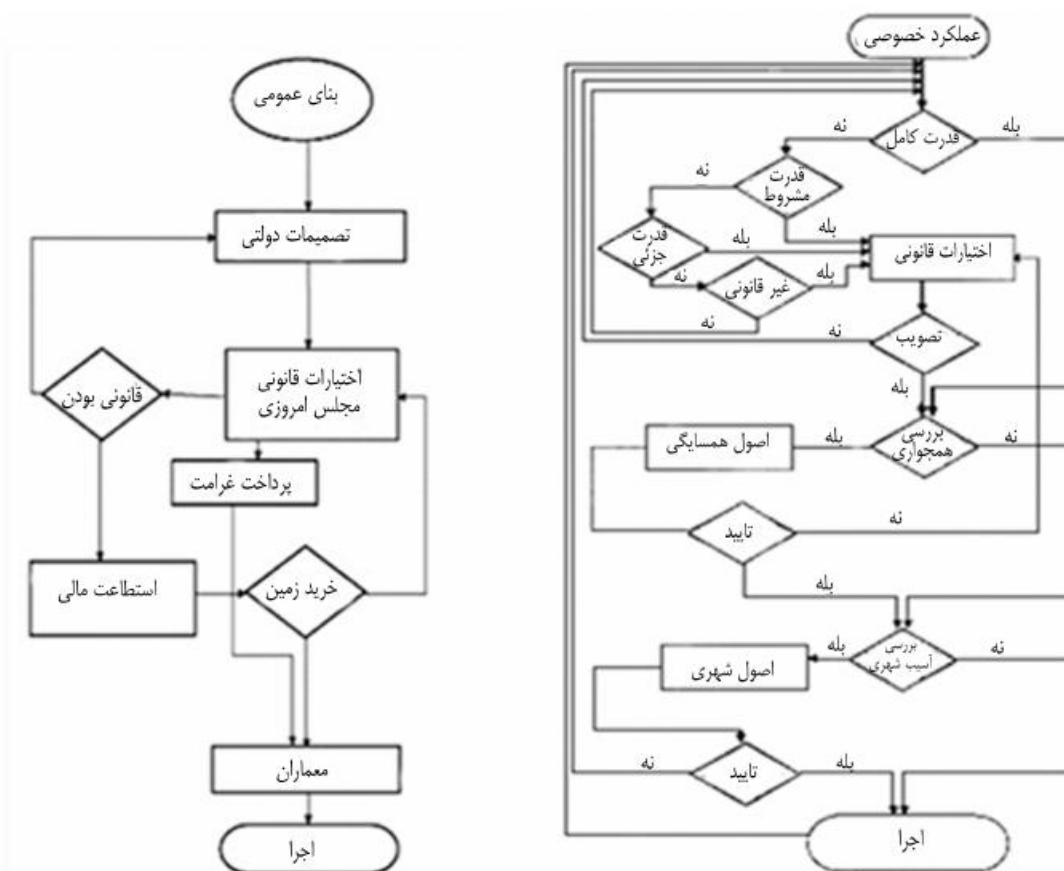 عملکرد خصوصی
قدرت کامل
بله
نه
قدرت
مشروط
نه
بله
قدرت
جزئی
بله
نه
غیر قانونی
بله
نه
اختیارات قانونی
تصویب
نه
بله
بررسی
همجواری
بله
نه
اصول همسایگی
تایید
نه
بله
بررسی
آسیب شهری
بله
نه
اصول شهری
تایید
نه
بله
اجرا
بنای عمومی
تصمیمات دولتی
اختیارات قانونی
مجلس امروزی
قانونی بودن
پرداخت غرامت
استطاعت مالی
خرید زمین
معماران
اجرا